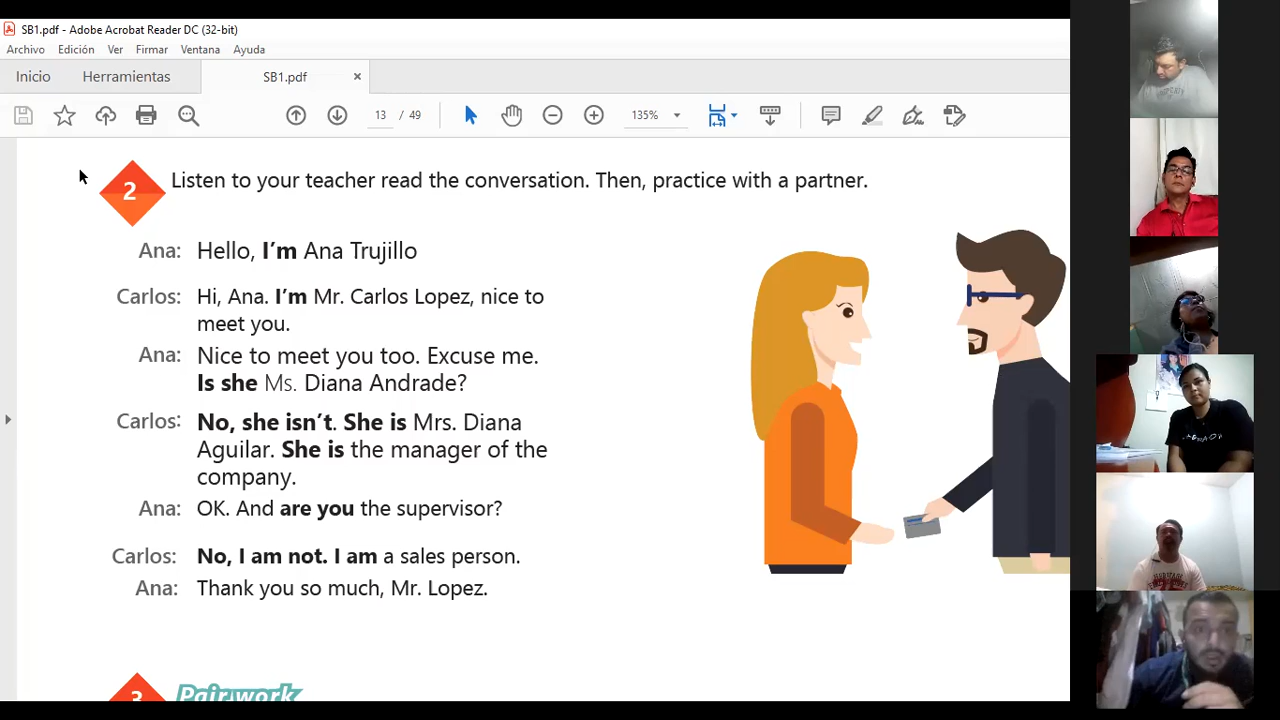 SB1.pdf - Adobe Acrobat Reader DC (32-bit)
Archivo Edición Ver Firmar Ventana Ayuda
Inicio Herramientas SB1.pdf ×
13 / 49 135%
2 Listen to your teacher read the conversation. Then, practice with a partner.
Ana: Hello, I'm Ana Trujillo
Carlos: Hi, Ana. I'm Mr. Carlos Lopez, nice to
meet you.
Ana: Nice to meet you too. Excuse me.
Is she Ms. Diana Andrade?
Carlos: No, she isn't. She is Mrs. Diana
Aguilar. She is the manager of the
company.
Ana: OK. And are you the supervisor?
Carlos: No, I am not. I am a sales person.
Ana: Thank you so much, Mr. Lopez.
3 Pair work